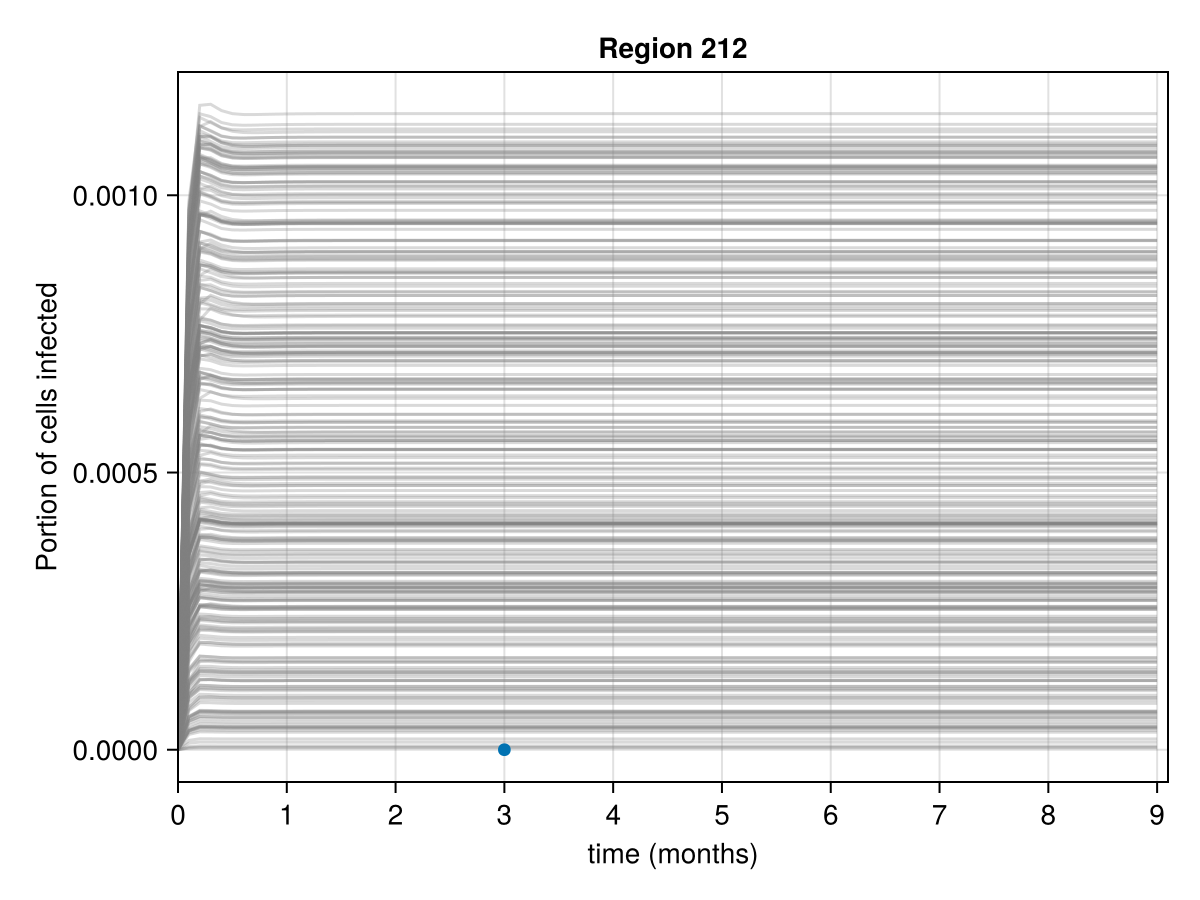 Region 212
Portion of cells infected
0.0010
0.0005
0.0000
0 1 2 3 4 5 6 7 8 9
time (months)